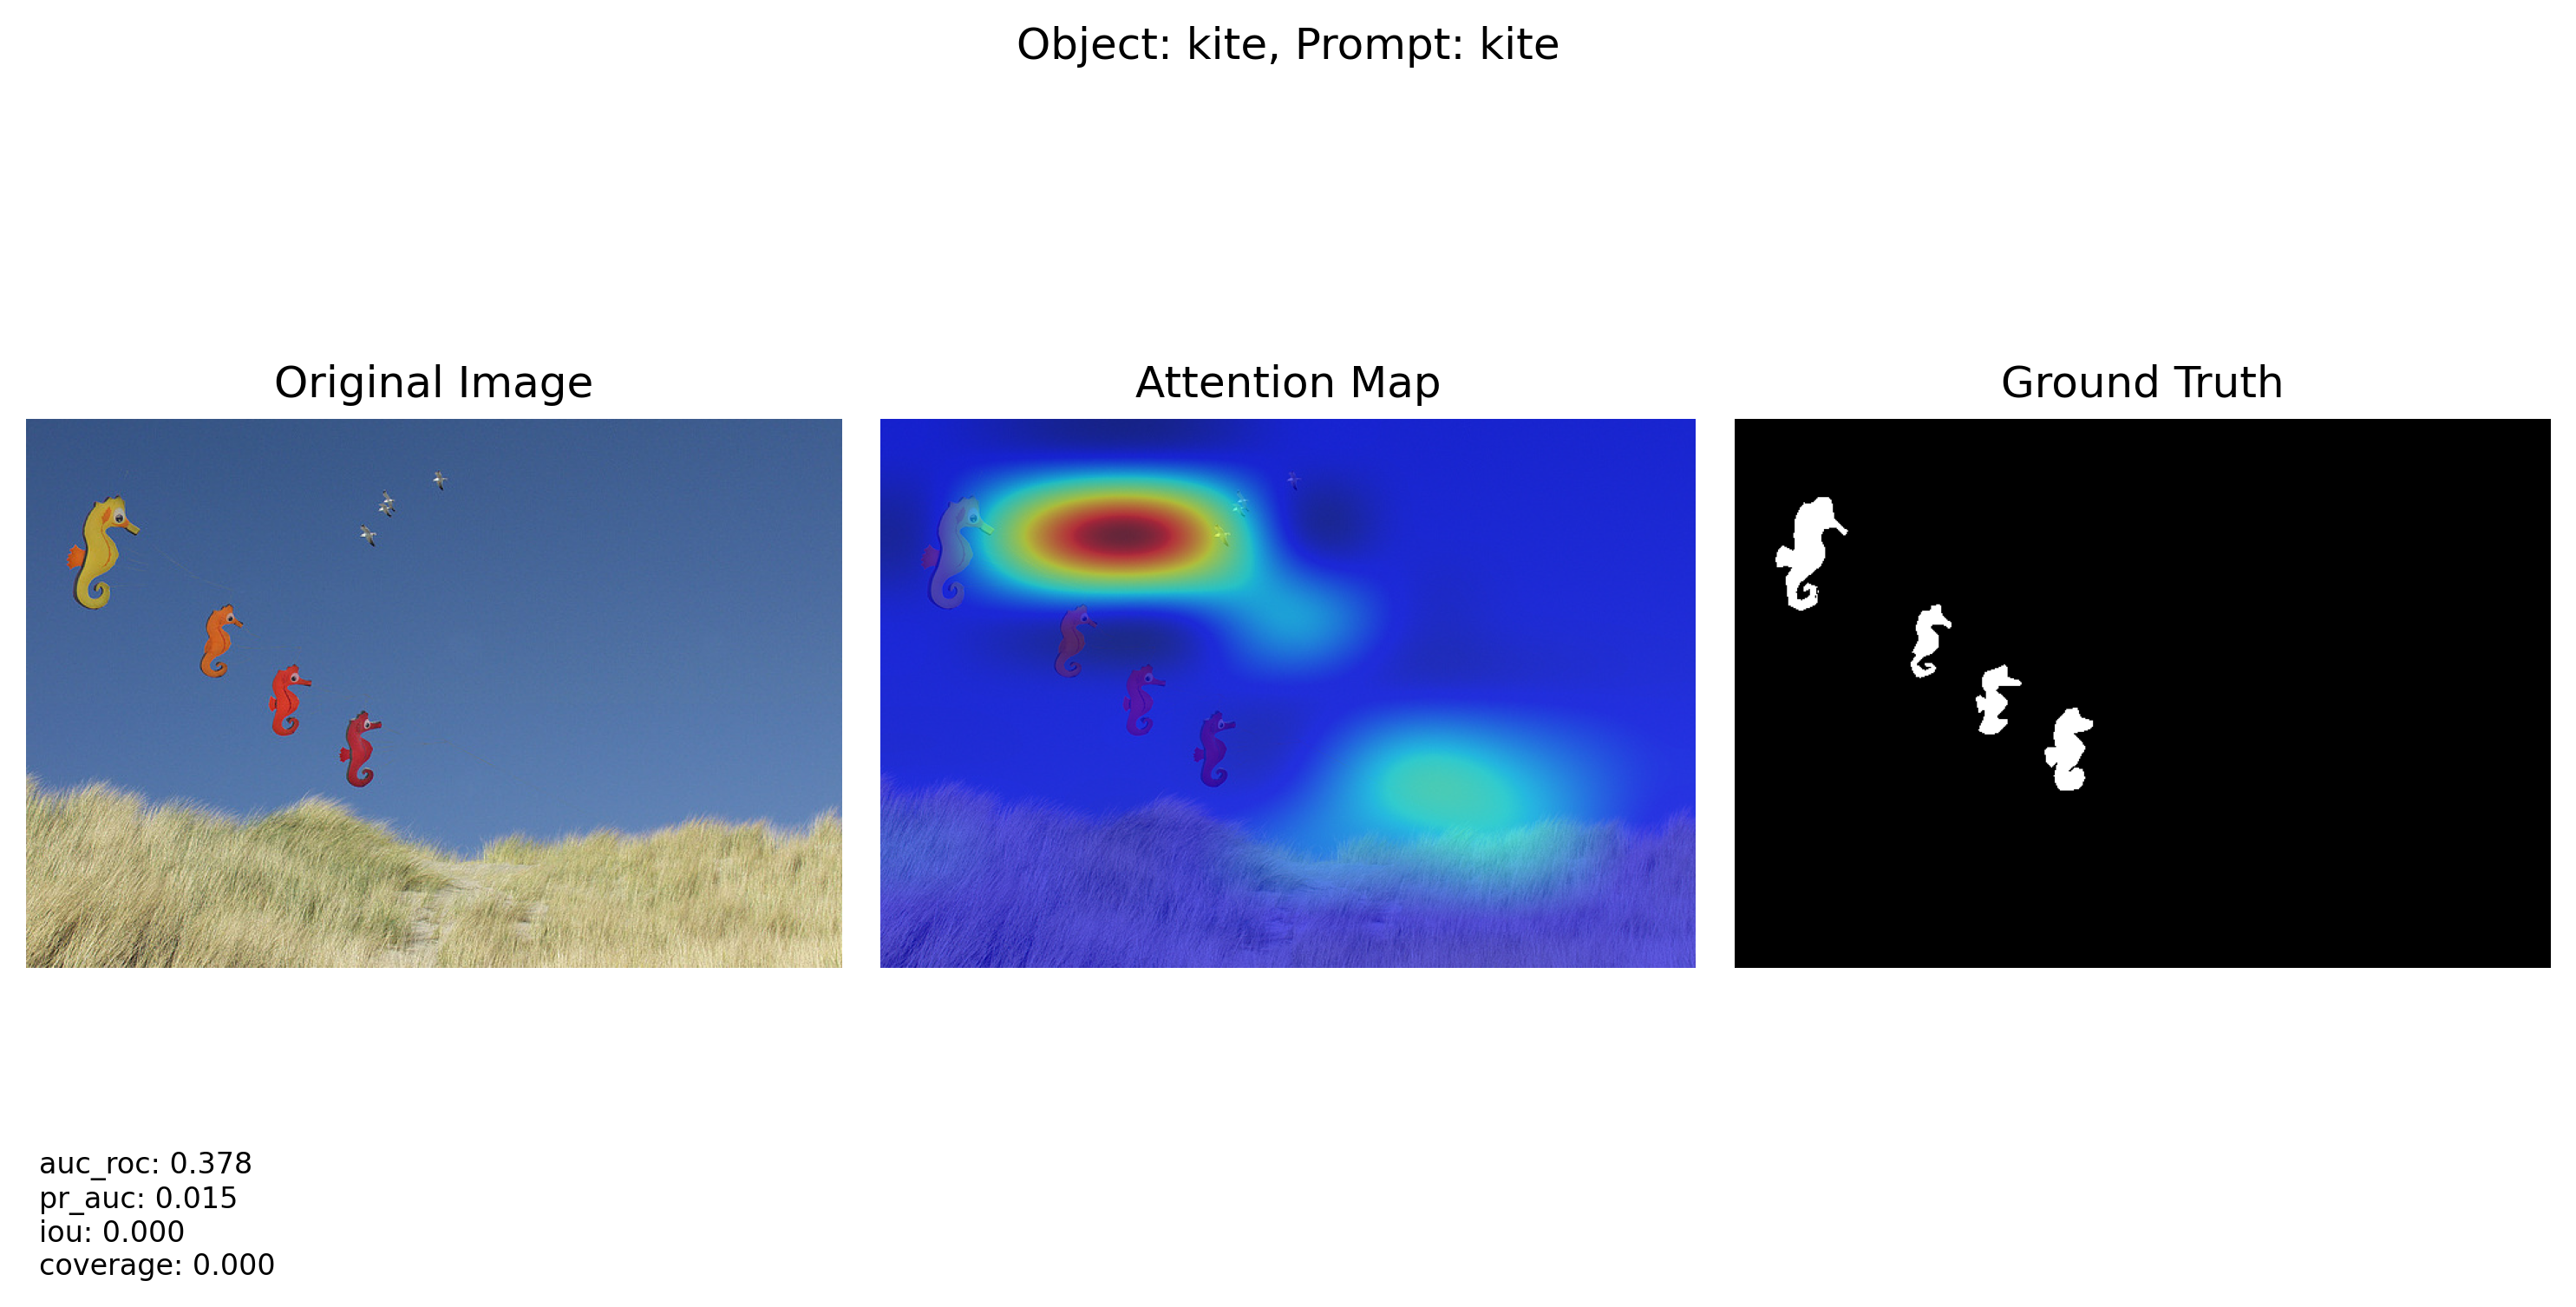 Object: kite, Prompt: kite
Original Image
Attention Map
Ground Truth
auc_roc: 0.378
pr_auc: 0.015
iou: 0.000
coverage: 0.000